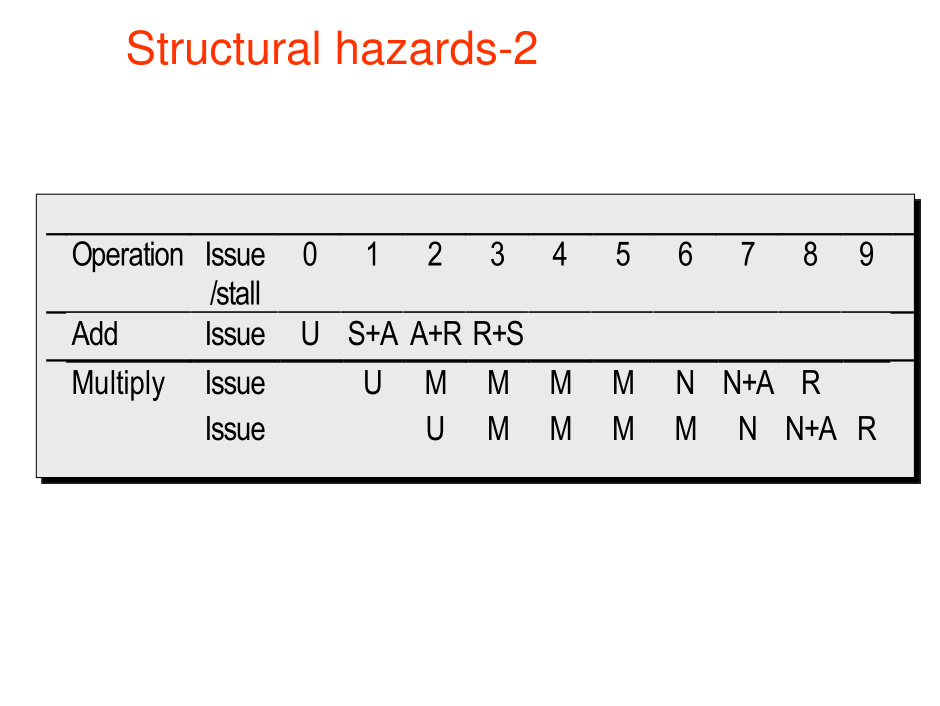 Structural hazards-2
Operation Issue 0 1 2 3 4 5 6 7 8 9
/stall
Add Issue U S+A A+R R+S
Multiply Issue U M M M M N N+A R
Issue U M M M M N N+A R